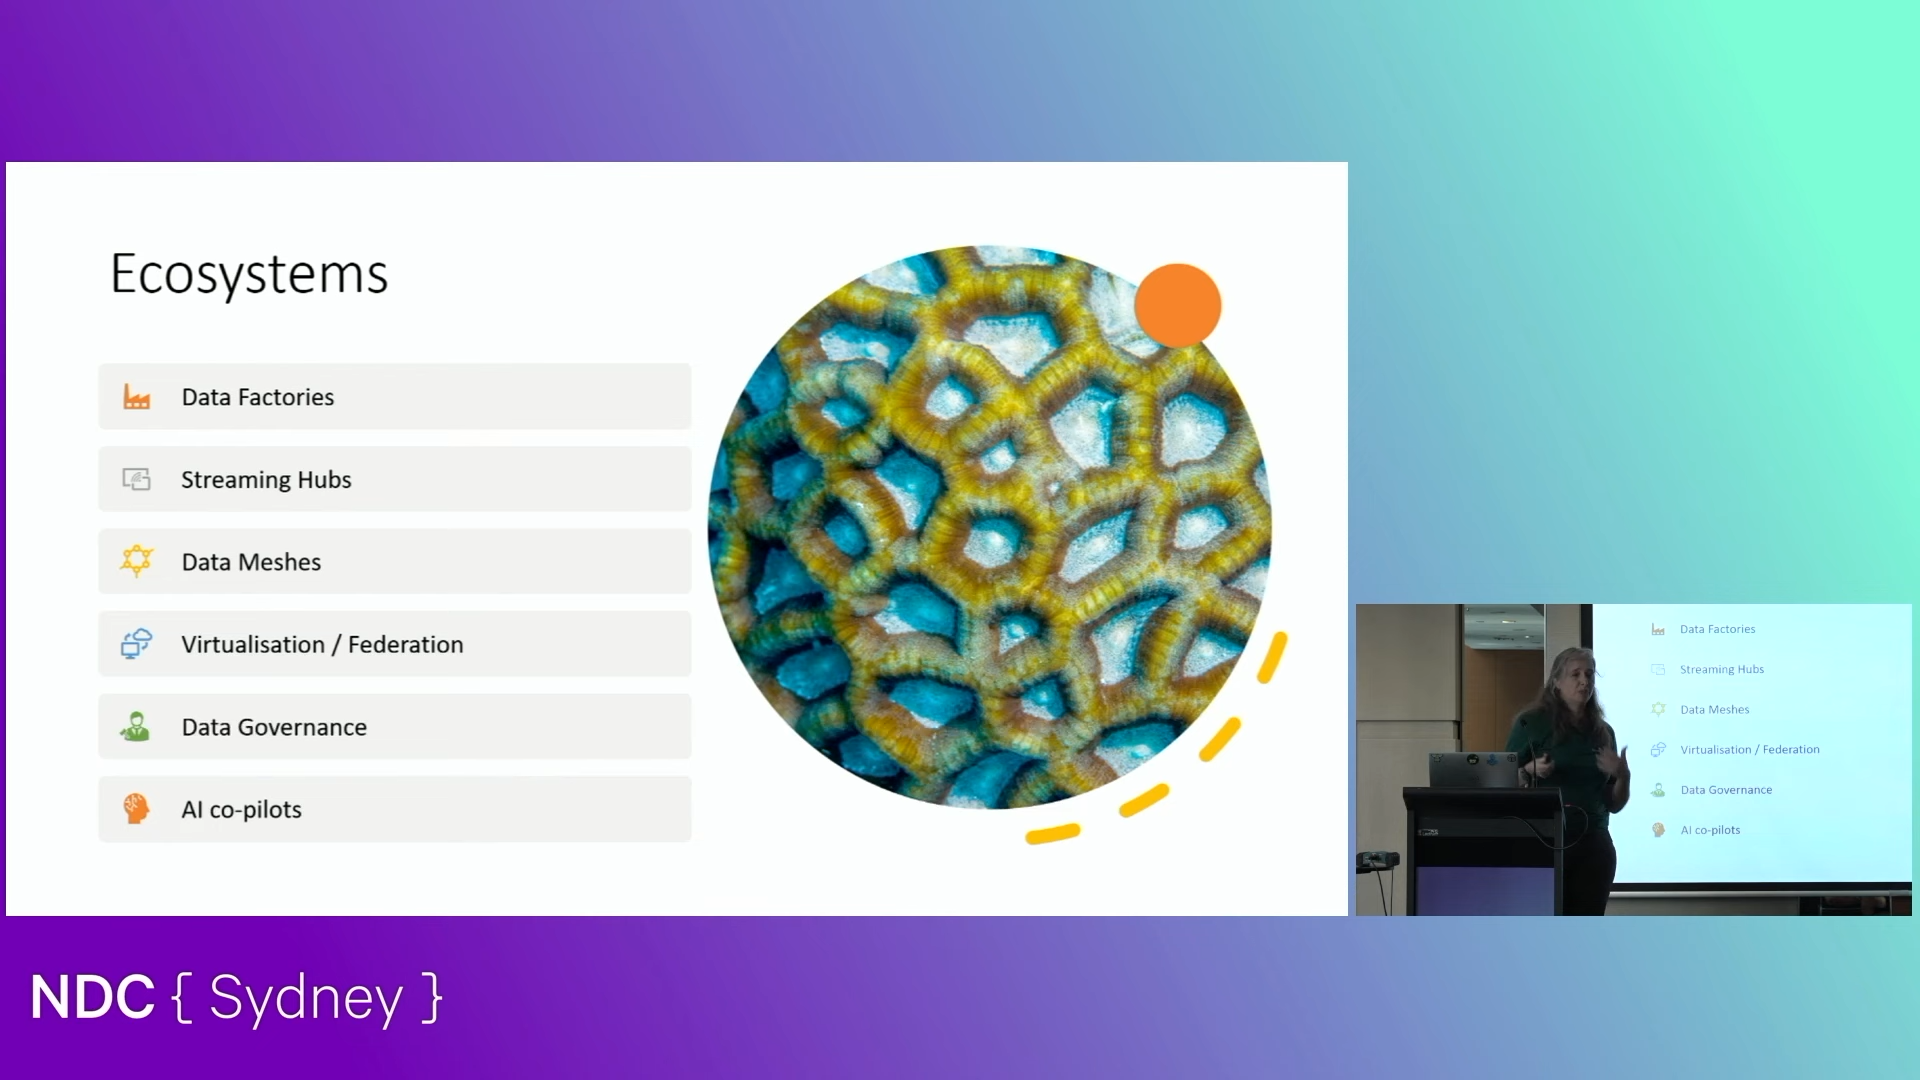 Ecosystems
Data Factories
Streaming Hubs
Data Meshes
Virtualisation / Federation
Data Governance
AI co-pilots
Data Factories
Streaming Hubs
Data Meshes
Virtualisation / Federation
Data Governance
AI co-pilots
NDC { Sydney }